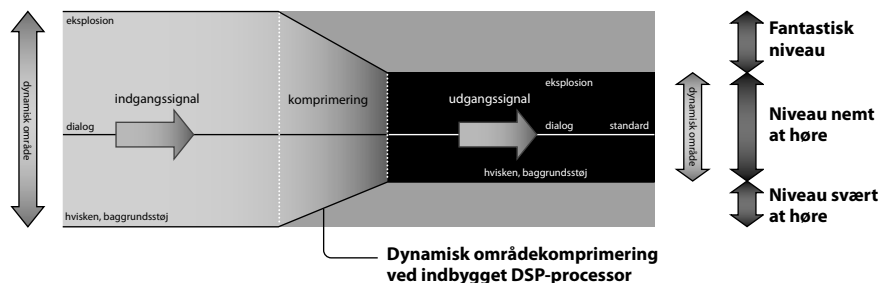 eksplosion
Fantastisk
niveau
dynamisk område
indgangssignal
komprimering
eksplosion
udgangssignal
dialog
dialog
standard
dynamisk område
Niveau nemt
at høre
hvisken, baggrundsstøj
hvisken, baggrundsstøj
Niveau svært
at høre
Dynamisk områdekomprimering
ved indbygget DSP-processor